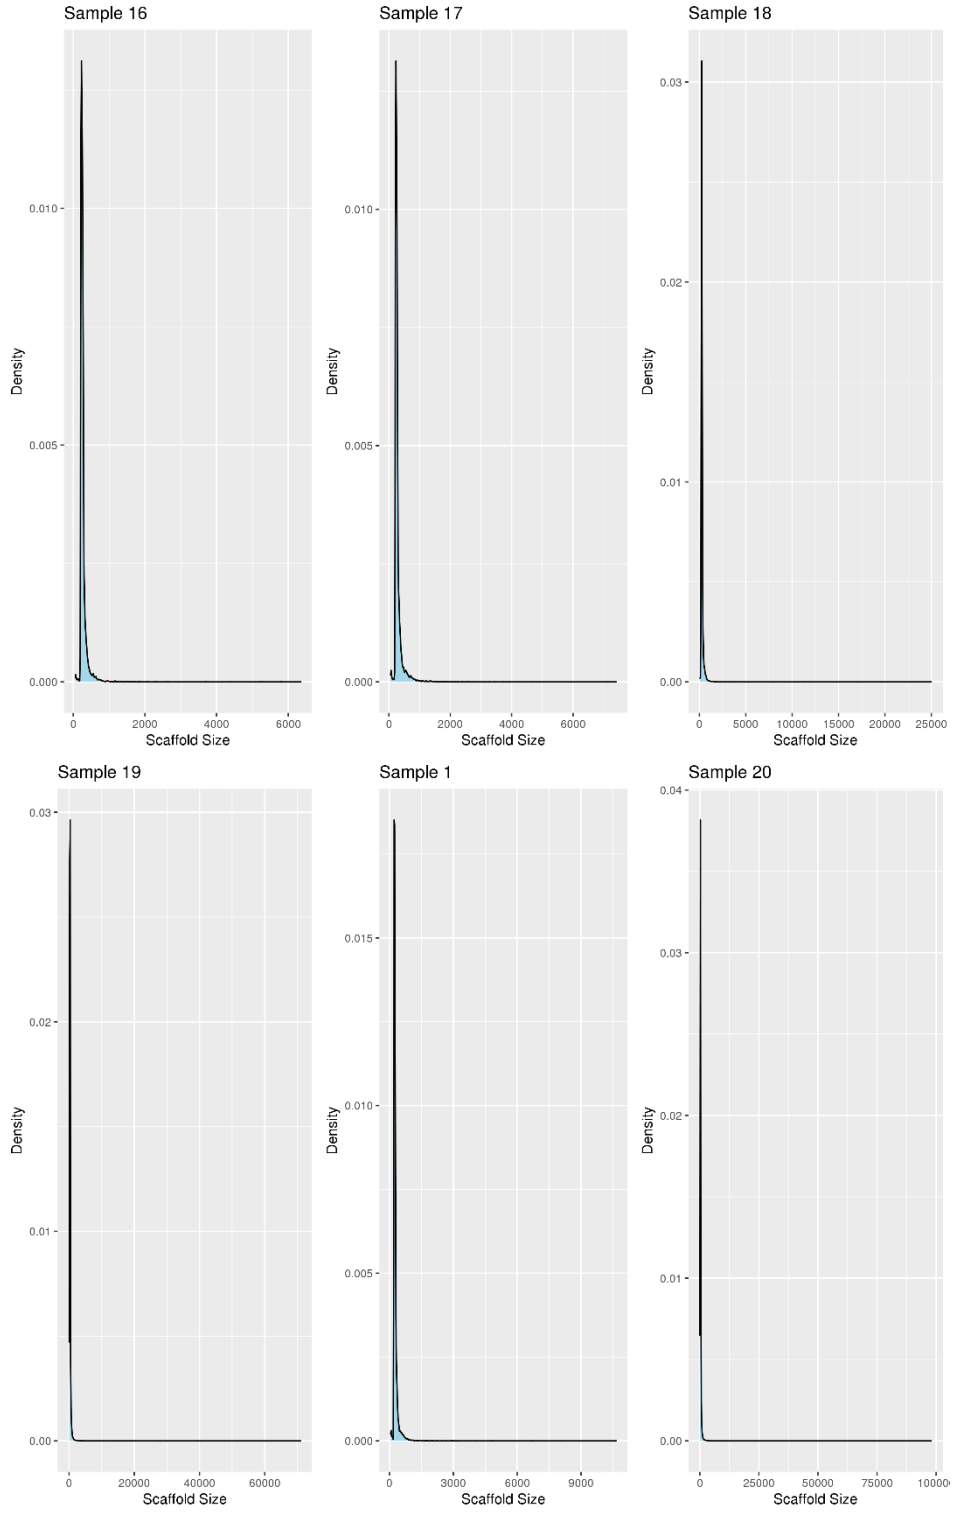 Sample 16
Sample 17
Sample 18
0.010
0.005
0.000
Density
0 2000 4000 6000
Scaffold Size
0.010
0.005
0.000
Density
0 2000 4000 6000
Scaffold Size
0.03
0.02
0.01
0.00
Density
0 5000 10000 15000 20000 25000
Scaffold Size
Sample 19
Sample 1
Sample 20
0.03
0.02
0.01
0.00
Density
0 20000 40000 60000
Scaffold Size
0.015
0.010
0.005
0.000
Density
0 3000 6000 9000
Scaffold Size
0.04
0.03
0.02
0.01
0.00
Density
0 25000 50000 75000 10000
Scaffold Size